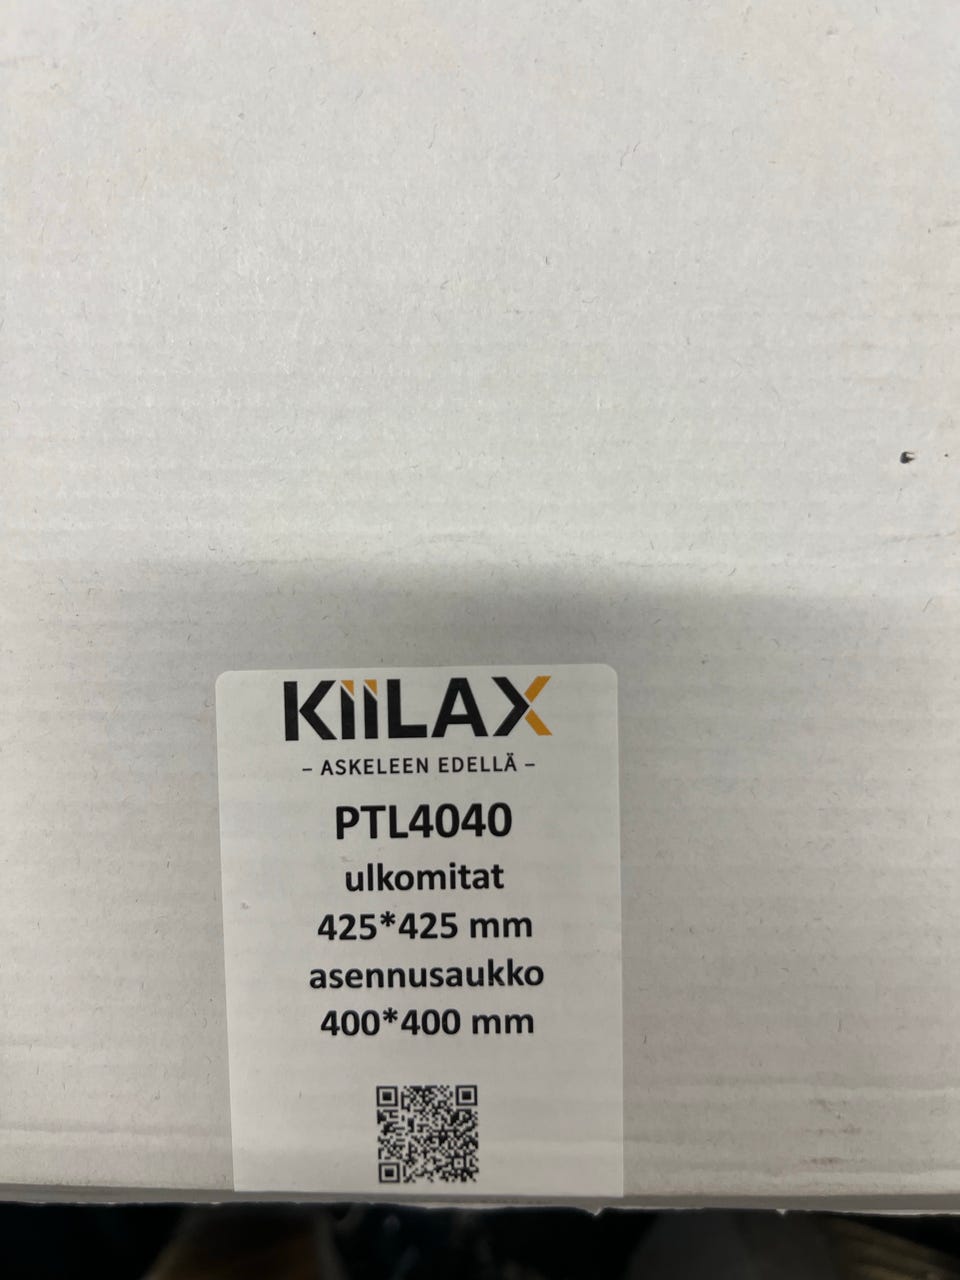 KiiLAX
– ASKELEEN EDELLÄ –
PTL4040
ulkomitat
425*425 mm
asennusaukko
400*400 mm